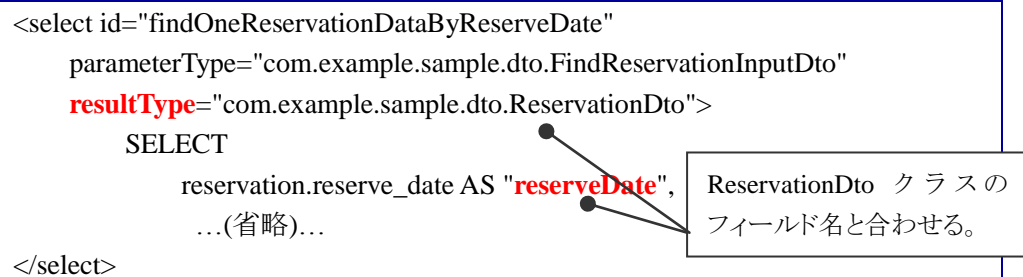 <select id="findOneReservationDataByReserveDate"
parameterType="com.example.sample.dto.FindReservationInputDto"
resultType="com.example.sample.dto.ReservationDto">
SELECT
reservation.reserve_date AS "reserveDate",
…(省略)…
</select>
ReservationDto クラスの
フィールド名と合わせる。